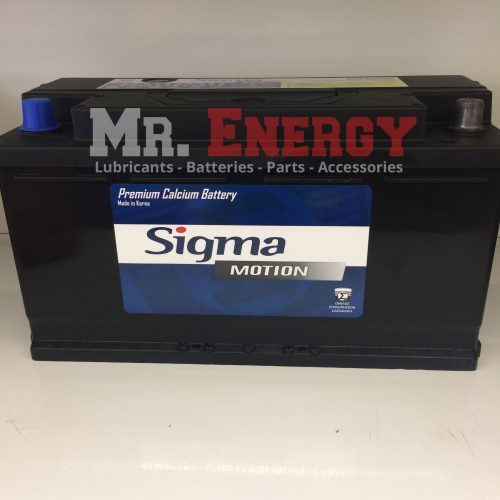 MR. ENERGY
Lubricants - Batteries - Parts - Accessories
Premium Calcium Battery
Made in Korea
Sigma
MOTION